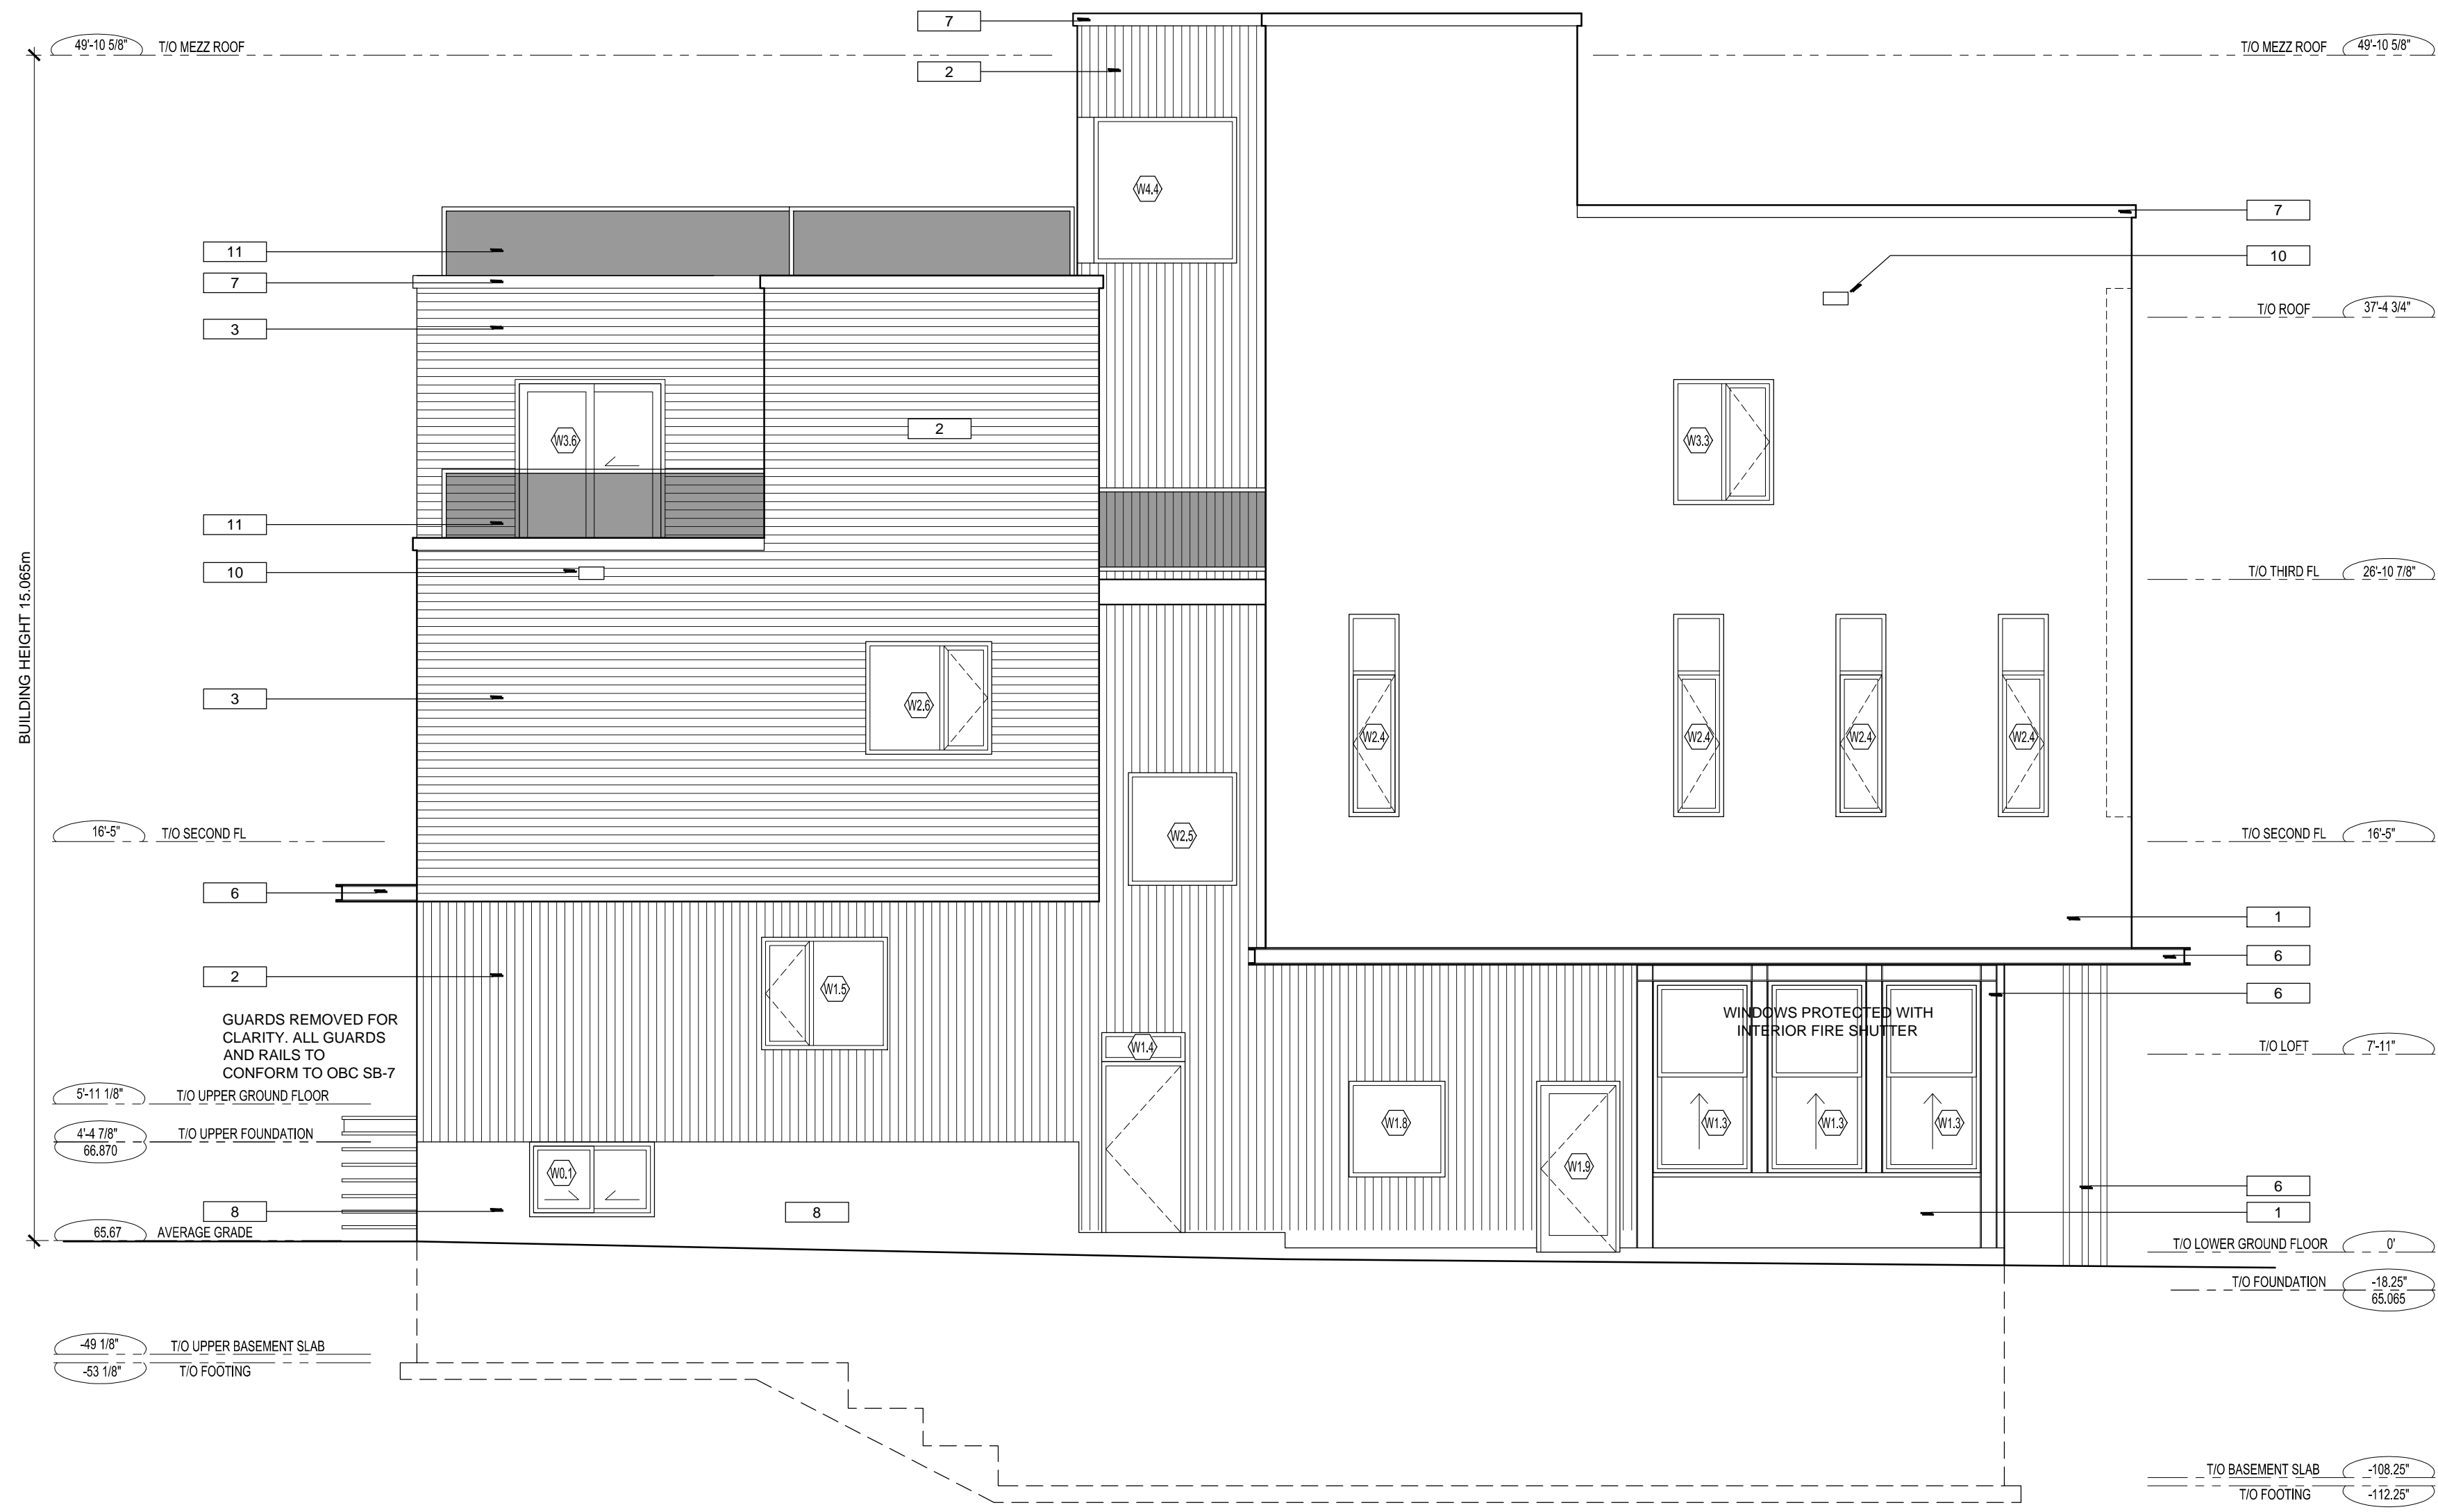 7
49'-10 5/8" T/O MEZZ ROOF
T/O MEZZ ROOF 49'-10 5/8"
2
W4.4
7
11
10
7
T/O ROOF 37'-4 3/4"
3
2
W3.6
W3.3
11
10
T/O THIRD FL 26'-10 7/8"
BUILDING HEIGHT 15.065m
3
W2.6
W2.4
W2.4
W2.4
W2.4
16'-5" T/O SECOND FL
W2.5
T/O SECOND FL 16'-5"
6
1
6
2
W1.5
6
GUARDS REMOVED FOR
CLARITY. ALL GUARDS
AND RAILS TO
CONFORM TO OBC SB-7
WINDOWS PROTECTED WITH
INTERIOR FIRE SHUTTER
W1.4
T/O LOFT 7'-11"
5'-11 1/8" T/O UPPER GROUND FLOOR
W1.8
W1.3
W1.3
W1.3
4'-4 7/8" T/O UPPER FOUNDATION
66.870
W0.1
W1.9
6
8
8
1
65.67 AVERAGE GRADE
T/O LOWER GROUND FLOOR 0'
T/O FOUNDATION -18.25"
65.065
-49 1/8" T/O UPPER BASEMENT SLAB
-53 1/8" T/O FOOTING
T/O BASEMENT SLAB -108.25"
T/O FOOTING -112.25"